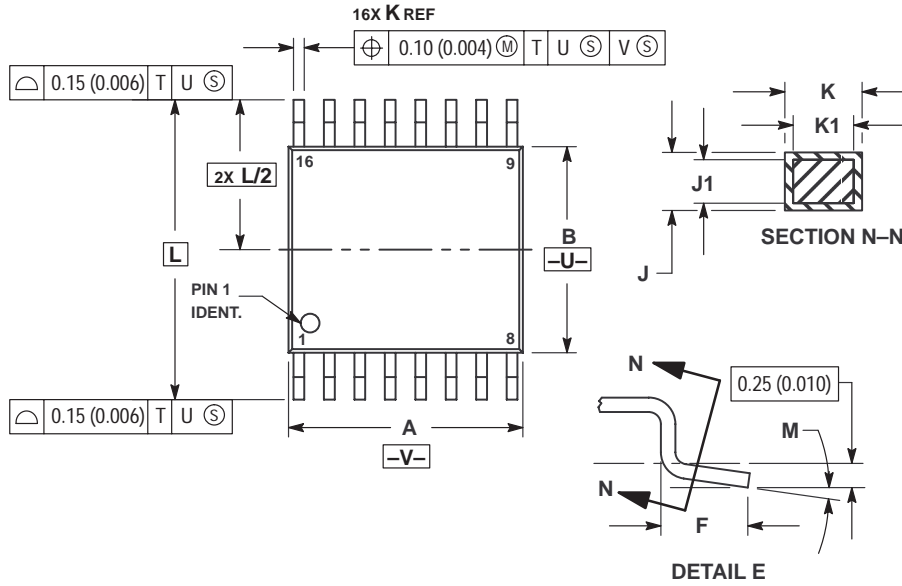 16X K REF
⌖ 0.10 (0.004) Ⓜ T U Ⓢ V Ⓢ
⌓ 0.15 (0.006) T U Ⓢ
16
9
2X L/2
L
B
–U–
PIN 1
IDENT.
1
8
⌓ 0.15 (0.006) T U Ⓢ
A
–V–
K
K1
J1
J
SECTION N–N
N
0.25 (0.010)
M
N
F
DETAIL E